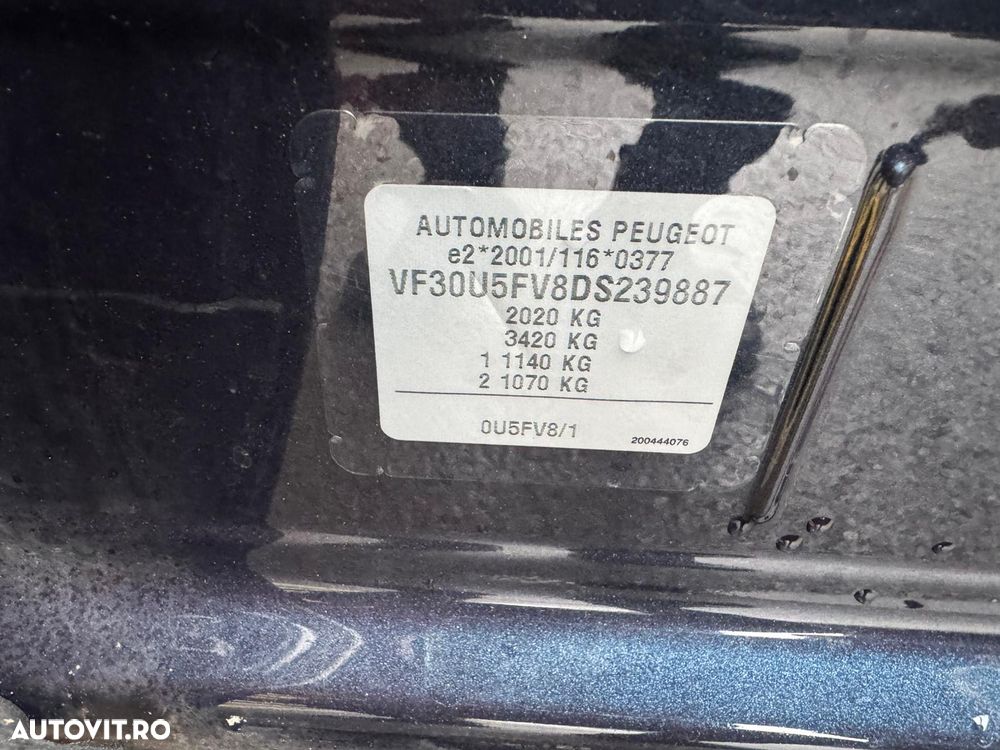 AUTOMOBILES PEUGEOT
e2*2001/116*0377
VF30U5FV8DS239887
2020 KG
3420 KG
1 1140 KG
2 1070 KG
0U5FV8/1
200444076
AUTOVIT.RO